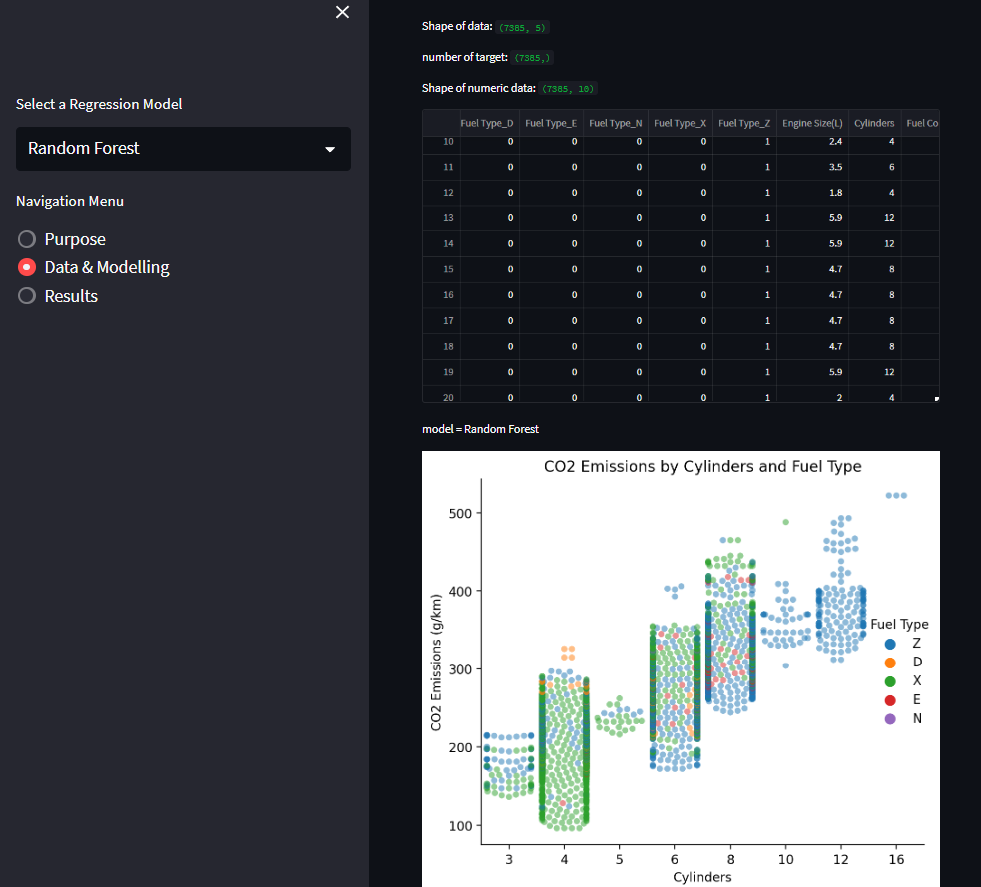 Select a Regression Model
Random Forest
Navigation Menu
Purpose
Data & Modelling
Results
Shape of data: (7385, 5)
number of target: (7385,)
Shape of numeric data: (7385, 10)
Fuel Type_D Fuel Type_E Fuel Type_N Fuel Type_X Fuel Type_Z Engine Size(L) Cylinders Fuel Co
10 0 0 0 0 1 2.4 4
11 0 0 0 0 1 3.5 6
12 0 0 0 0 1 1.8 4
13 0 0 0 0 1 5.9 12
14 0 0 0 0 1 5.9 12
15 0 0 0 0 1 4.7 8
16 0 0 0 0 1 4.7 8
17 0 0 0 0 1 4.7 8
18 0 0 0 0 1 4.7 8
19 0 0 0 0 1 5.9 12
20 0 0 0 0 1 2 4
model = Random Forest
CO2 Emissions by Cylinders and Fuel Type
CO2 Emissions (g/km)
500
400
300
200
100
3 4 5 6 8 10 12 16
Cylinders
Fuel Type
Z
D
X
E
N